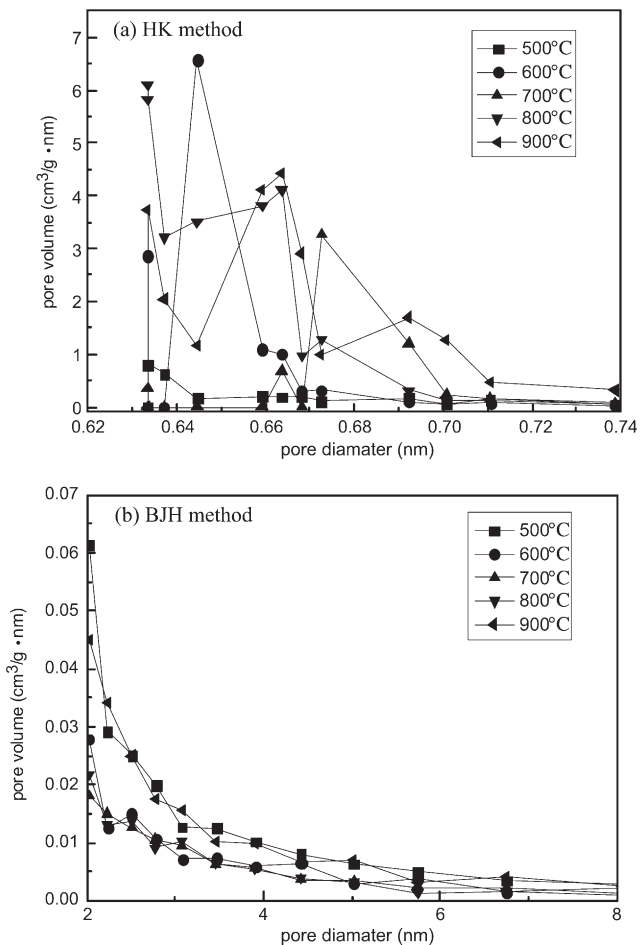 (a) HK method
7
6
5
4
3
2
1
0
pore volume (cm³/g •nm)
500°C
600°C
700°C
800°C
900°C
0.62 0.64 0.66 0.68 0.70 0.72 0.74
pore diamater (nm)
(b) BJH method
0.07
0.06
0.05
0.04
0.03
0.02
0.01
0.00
pore volume (cm³/g •nm)
500°C
600°C
700°C
800°C
900°C
2 4 6 8
pore diamater (nm)